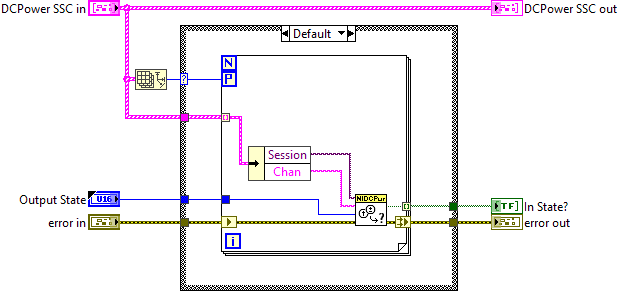 DCPower SSC in
DCPower SSC out
Default
N
P
?
Session
Chan
NIDCPwr
?
Output State
U16
In State?
TF
error in
error out
i